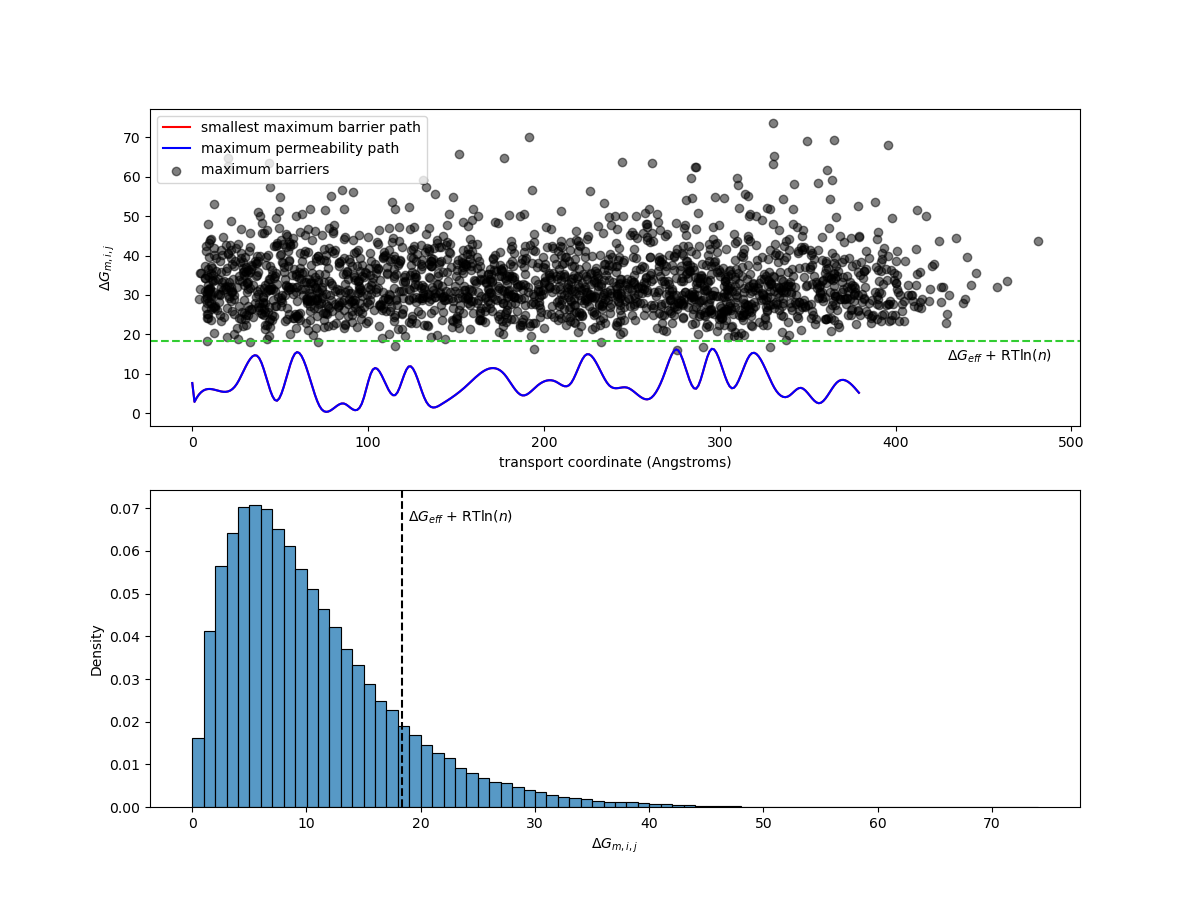 smallest maximum barrier path
maximum permeability path
maximum barriers
70
60
50
40
30
20
10
0
ΔG_{m,i,j}
ΔG_{eff} + RTln(n)
0 100 200 300 400 500
transport coordinate (Angstroms)
0.07
0.06
0.05
0.04
0.03
0.02
0.01
0.00
Density
ΔG_{eff} + RTln(n)
0 10 20 30 40 50 60 70
ΔG_{m,i,j}